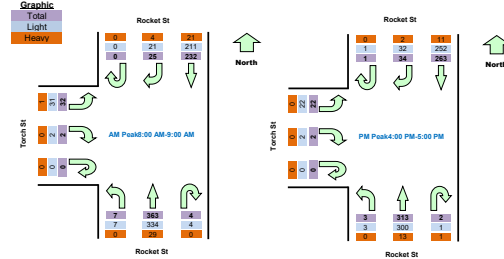 Graphic
Total
Light
Heavy
Rocket St
0 4 21
0 21 211
0 25 232
North
Torch St
1 31 32
0 2 2
0 0 0
AM Peak8:00 AM-9:00 AM
7 363 4
7 334 4
0 29 0
Rocket St
Rocket St
0 2 11
1 32 252
1 34 263
North
Torch St
0 22 22
0 2 2
0 0 0
PM Peak4:00 PM-5:00 PM
3 313 2
3 300 1
0 13 1
Rocket St